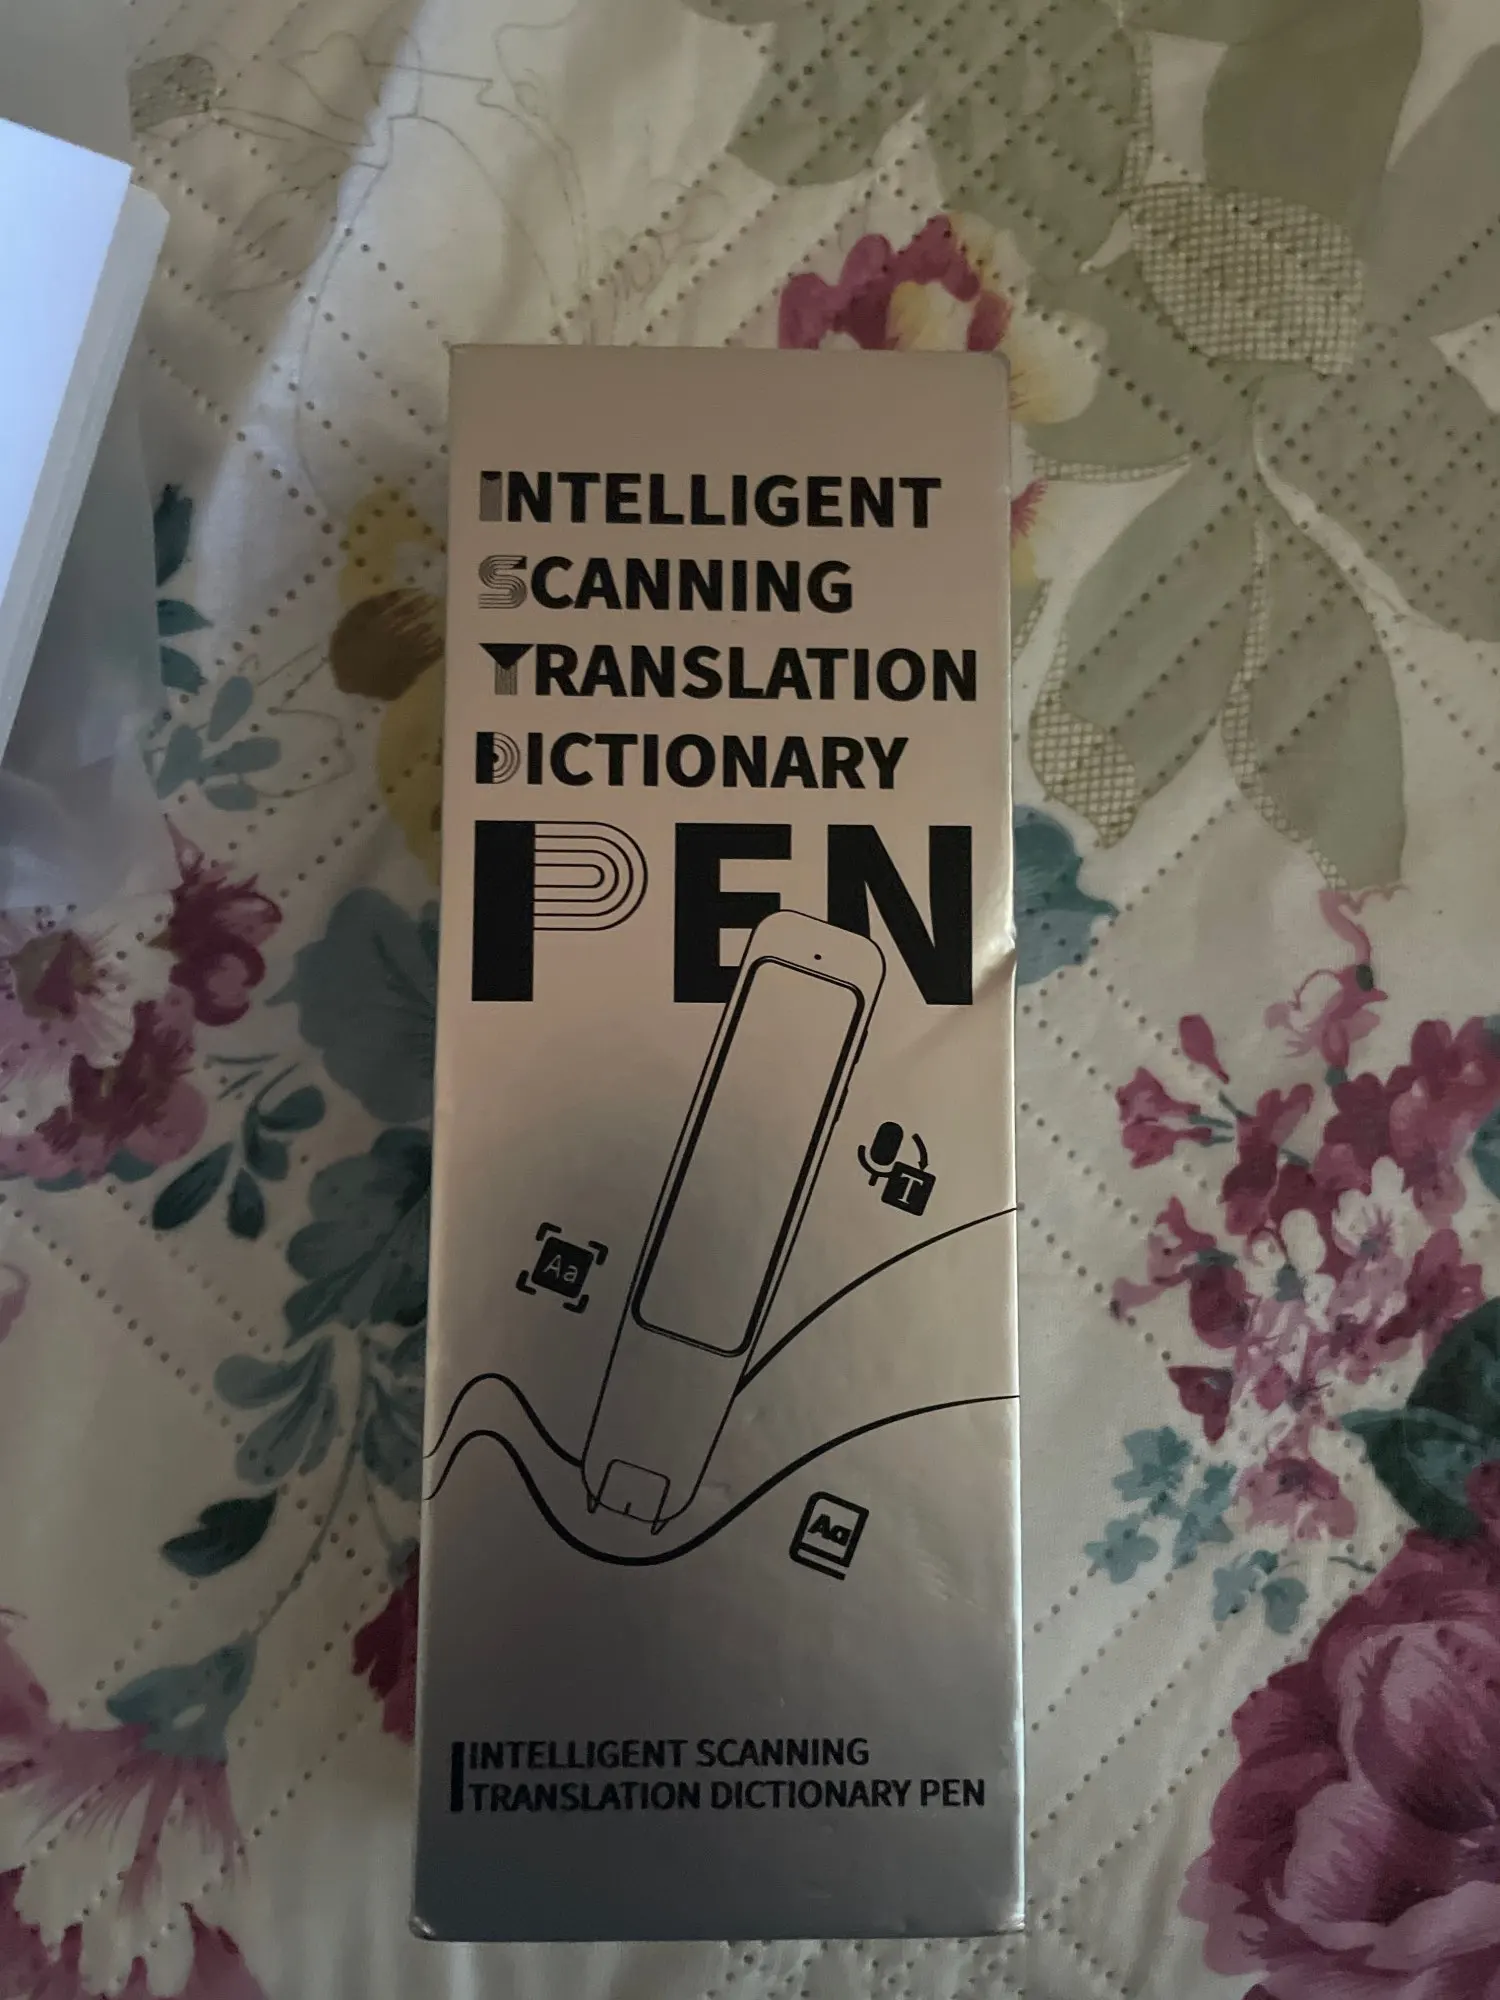 INTELLIGENT
SCANNING
TRANSLATION
DICTIONARY
PEN
T
Aa
Aa
INTELLIGENT SCANNING
TRANSLATION DICTIONARY PEN